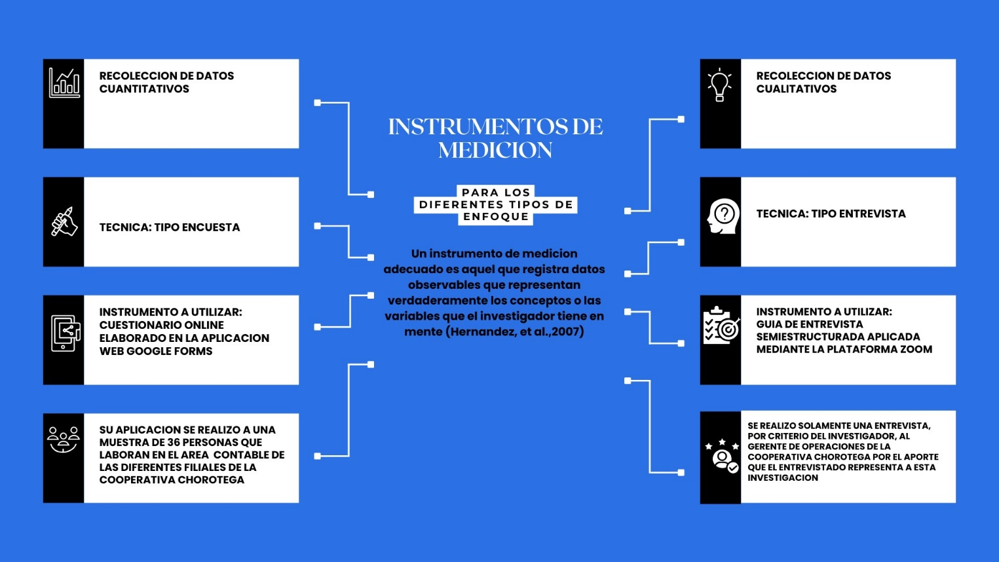 RECOLECCION DE DATOS
CUANTITATIVOS
TECNICA: TIPO ENCUESTA
INSTRUMENTO A UTILIZAR:
CUESTIONARIO ONLINE
ELABORADO EN LA APLICACION
WEB GOOGLE FORMS
SU APLICACION SE REALIZO A UNA
MUESTRA DE 36 PERSONAS QUE
LABORAN EN EL AREA  CONTABLE DE
LAS DIFERENTES FILIALES DE LA
COOPERATIVA CHOROTEGA
INSTRUMENTOS DE
MEDICION
PARA LOS
DIFERENTES TIPOS DE
ENFOQUE
Un instrumento de medicion
adecuado es aquel que registra datos
observables que representan
verdaderamente los conceptos o las
variables que el investigador tiene en
mente (Hernandez, et al.,2007)
RECOLECCION DE DATOS
CUALITATIVOS
TECNICA: TIPO ENTREVISTA
INSTRUMENTO A UTILIZAR:
GUIA DE ENTREVISTA
SEMIESTRUCTURADA APLICADA
MEDIANTE LA PLATAFORMA ZOOM
SE REALIZO SOLAMENTE UNA ENTREVISTA,
POR CRITERIO DEL INVESTIGADOR, AL
GERENTE DE OPERACIONES DE LA
COOPERATIVA CHOROTEGA POR EL APORTE
QUE EL ENTREVISTADO REPRESENTA A ESTA
INVESTIGACION